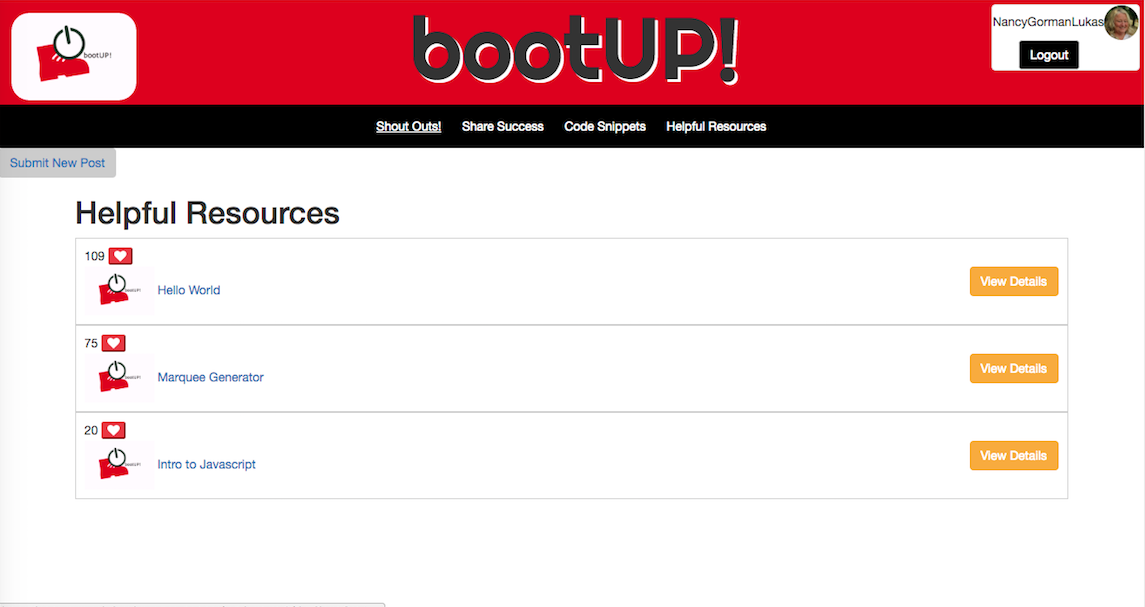 bootUP!
bootUP!
NancyGormanLukas
Logout
Shout Outs! Share Success Code Snippets Helpful Resources
Submit New Post
Helpful Resources
109
Hello World
View Details
75
Marquee Generator
View Details
20
Intro to Javascript
View Details